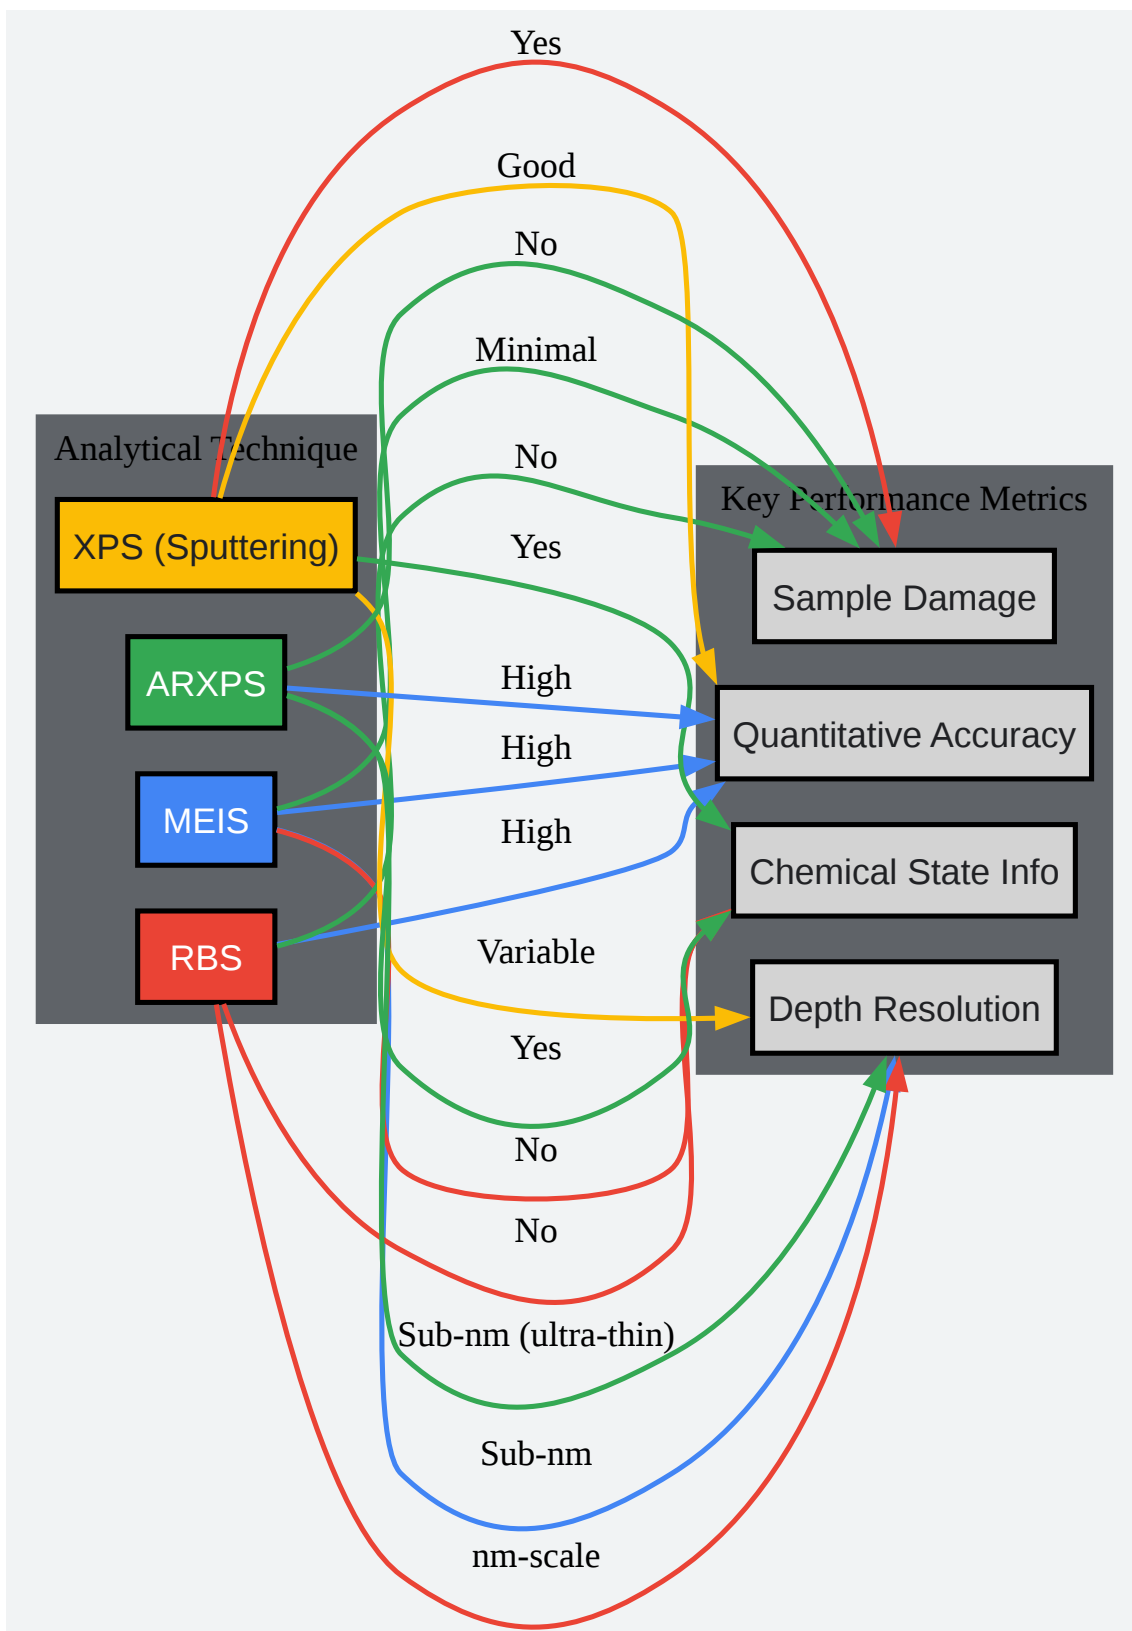 Yes
Good
No
Minimal
No
Yes
High
High
High
Variable
Yes
No
No
Sub-nm (ultra-thin)
Sub-nm
nm-scale
Analytical Technique
XPS (Sputtering)
ARXPS
MEIS
RBS
Key Performance Metrics
Sample Damage
Quantitative Accuracy
Chemical State Info
Depth Resolution